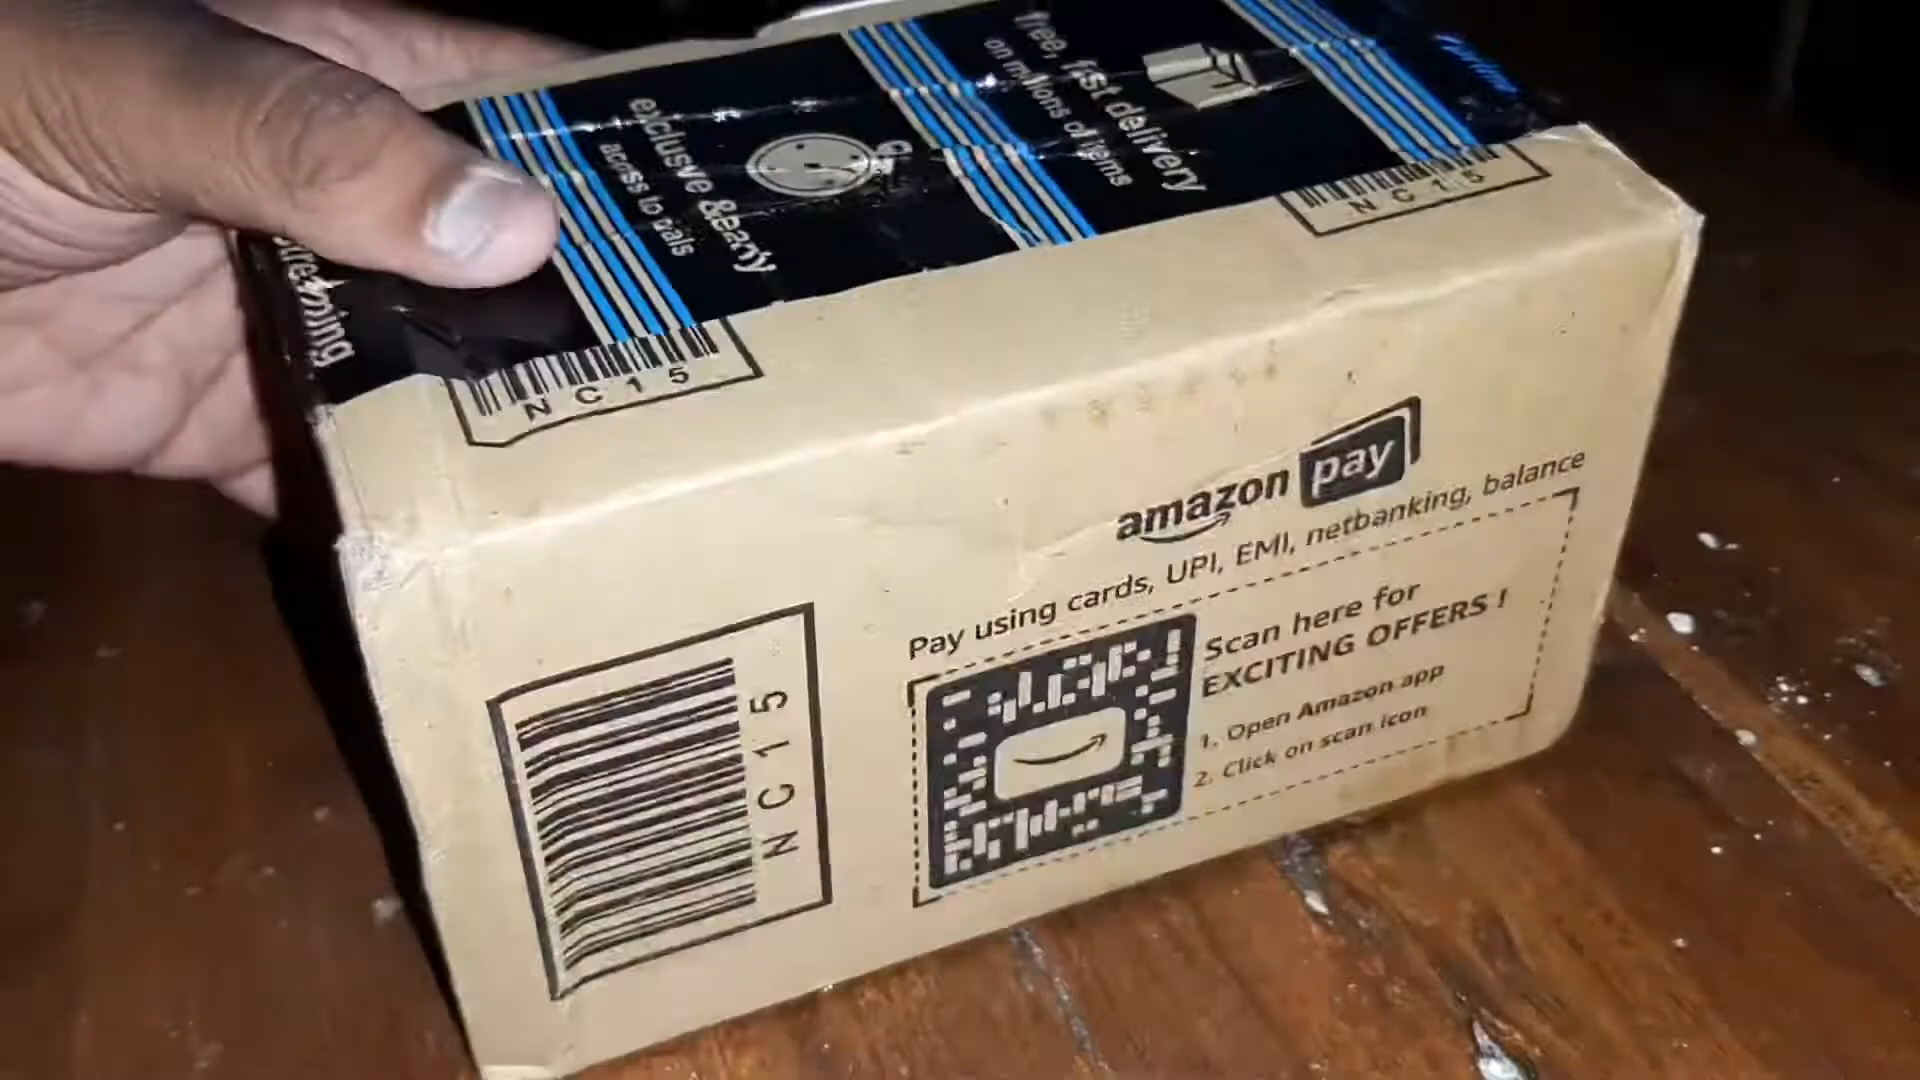 prime
free, fast delivery
on millions of items
exclusive & early
access to deals
streaming
NC15
NC15
amazon pay
Pay using cards, UPI, EMI, netbanking, balance
Scan here for
EXCITING OFFERS !
1. Open Amazon app
2. Click on scan icon
NC15